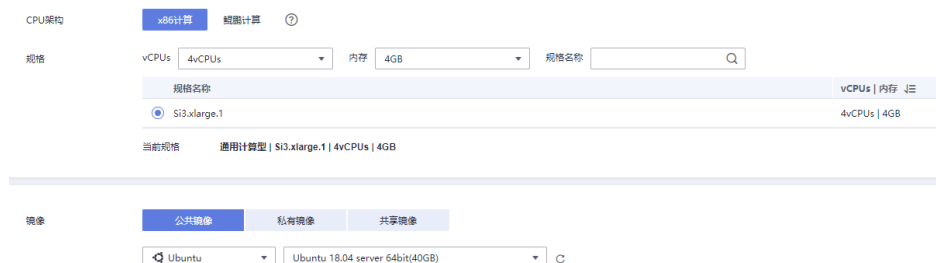 CPU架构 x86计算 鲲鹏计算 ?
规格 vCPUs 4vCPUs 内存 4GB 规格名称
规格名称 vCPUs | 内存
Si3.xlarge.1 4vCPUs | 4GB
当前规格 通用计算型 | Si3.xlarge.1 | 4vCPUs | 4GB
镜像 公共镜像 私有镜像 共享镜像
Ubuntu Ubuntu 18.04 server 64bit(40GB)